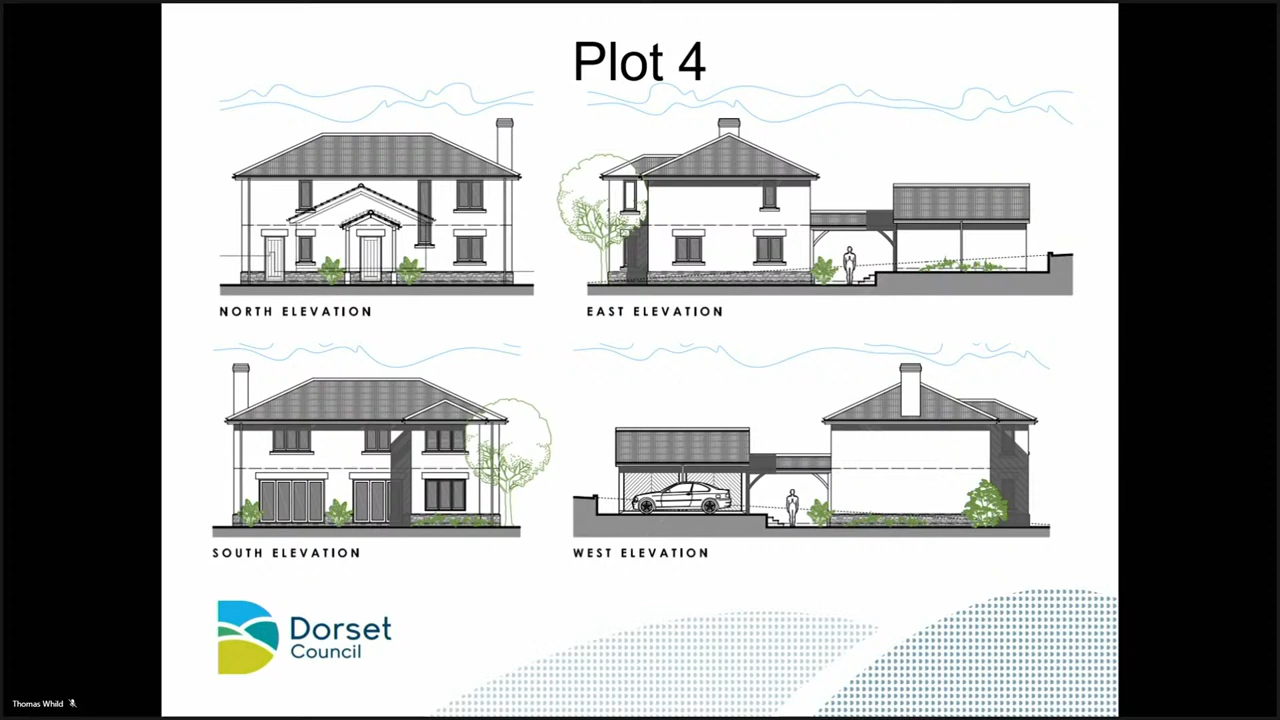 Plot 4
NORTH ELEVATION
EAST ELEVATION
SOUTH ELEVATION
WEST ELEVATION
Dorset
Council
Thomas Whild